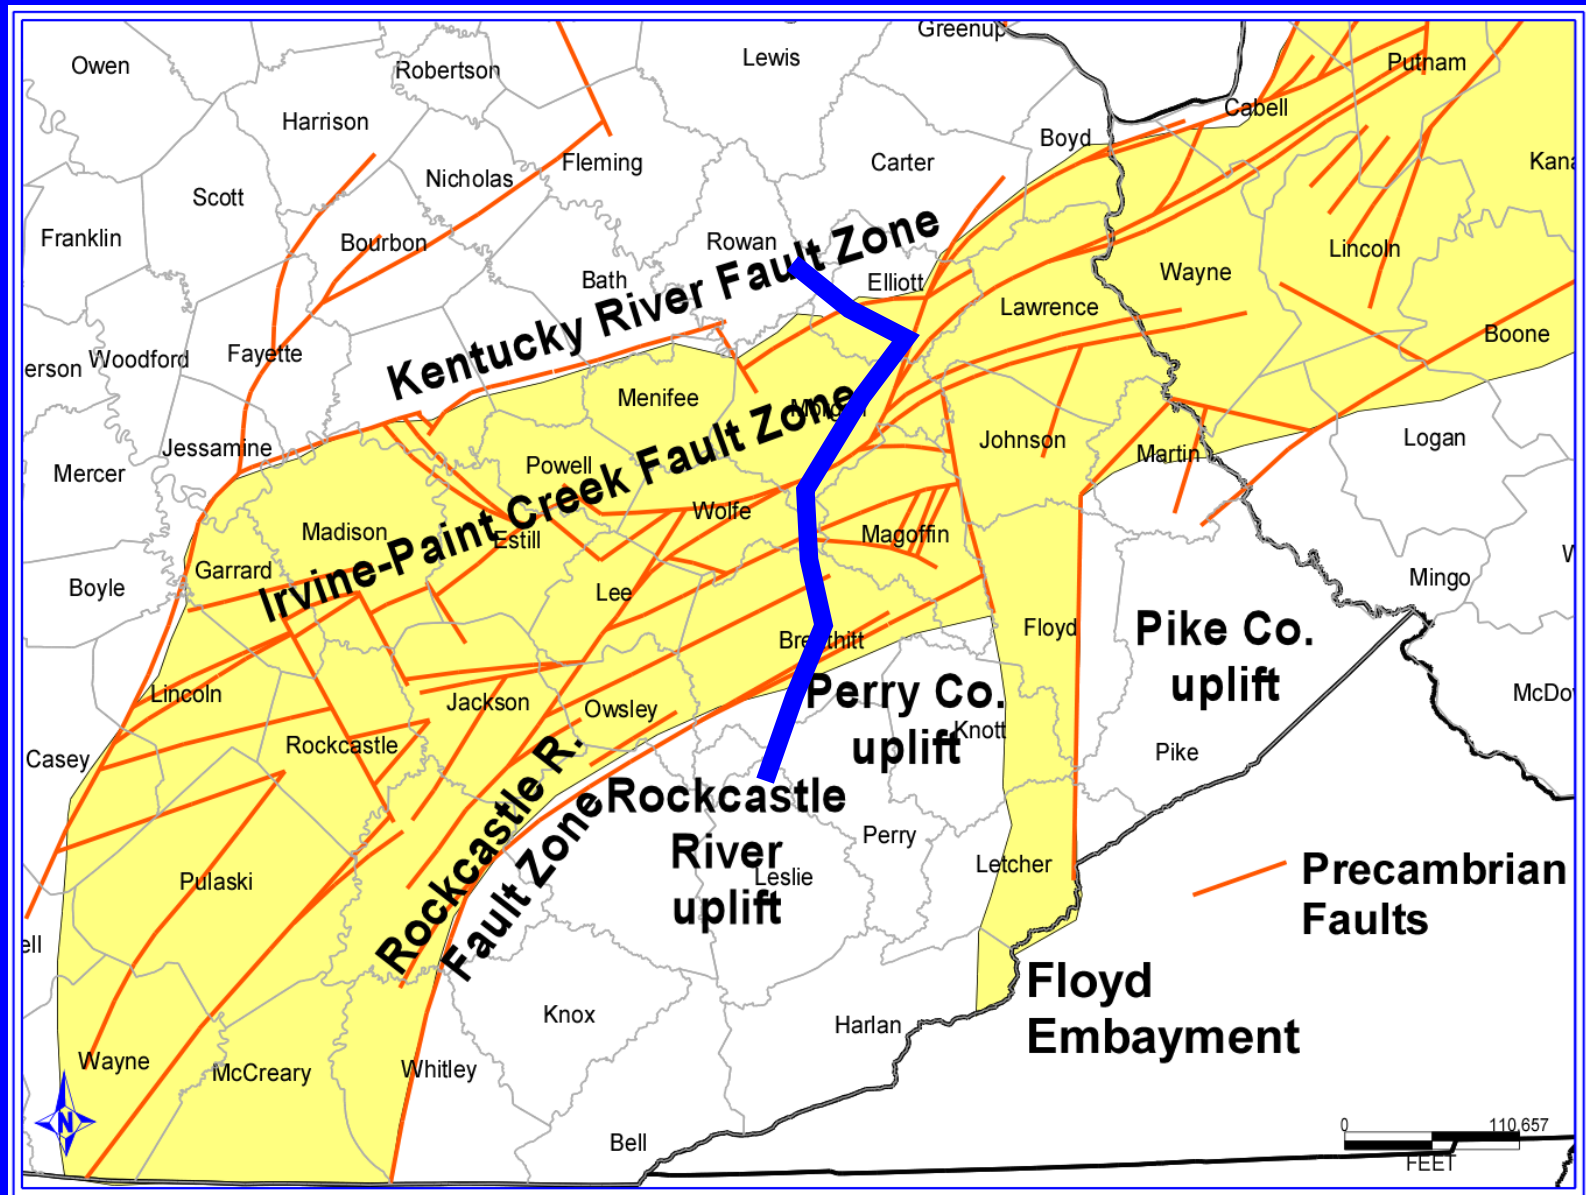 Greenup
Lewis
Owen
Robertson
Putnam
Cabell
Harrison
Boyd
Fleming
Carter
Kana
Nicholas
Scott
Franklin
Bourbon
Rowan
Lincoln
Kentucky River Fault Zone
Wayne
Bath
Elliott
Lawrence
Boone
Fayette
Woodford
erson
Menifee
Morgan
Johnson
Logan
Jessamine
Martin
Mercer
Powell
Irvine-Paint Creek Fault Zone
Wolfe
Madison
Estill
Magoffin
Garrard
Mingo
Boyle
Lee
Floyd
Pike Co.
uplift
Breathitt
Lincoln
Jackson
Owsley
Perry Co.
uplift
Knott
McDo
Rockcastle
Casey
Pike
Rockcastle R.
Fault Zone
Rockcastle
River
uplift
Perry
Leslie
Letcher
Pulaski
Precambrian
Faults
ell
Floyd
Embayment
Knox
Harlan
Wayne
McCreary
Whitley
N
Bell
0 110,657
FEET